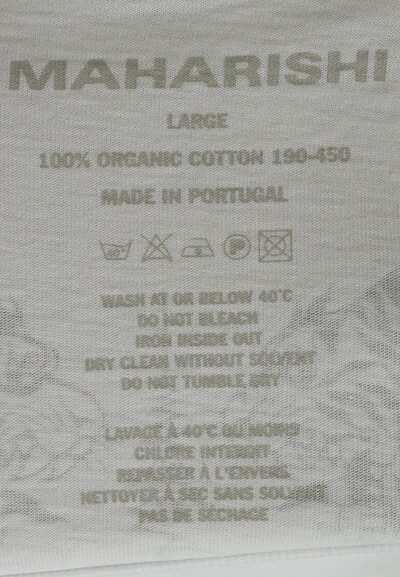 MAHARISHI
LARGE
100% ORGANIC COTTON 190-450
MADE IN PORTUGAL
40° P
WASH AT OR BELOW 40°C
DO NOT BLEACH
IRON INSIDE OUT
DRY CLEAN WITHOUT SOLVENT
DO NOT TUMBLE DRY
LAVAGE À 40°C OU MOINS
CHLORE INTERDIT
REPASSER À L'ENVERS
NETTOYER À SEC SANS SOLVANT
PAS DE SÉCHAGE